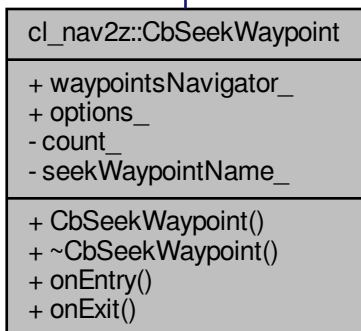 cl_nav2z::CbSeekWaypoint
+ waypointsNavigator_
+ options_
- count_
- seekWaypointName_
+ CbSeekWaypoint()
+ ~CbSeekWaypoint()
+ onEntry()
+ onExit()